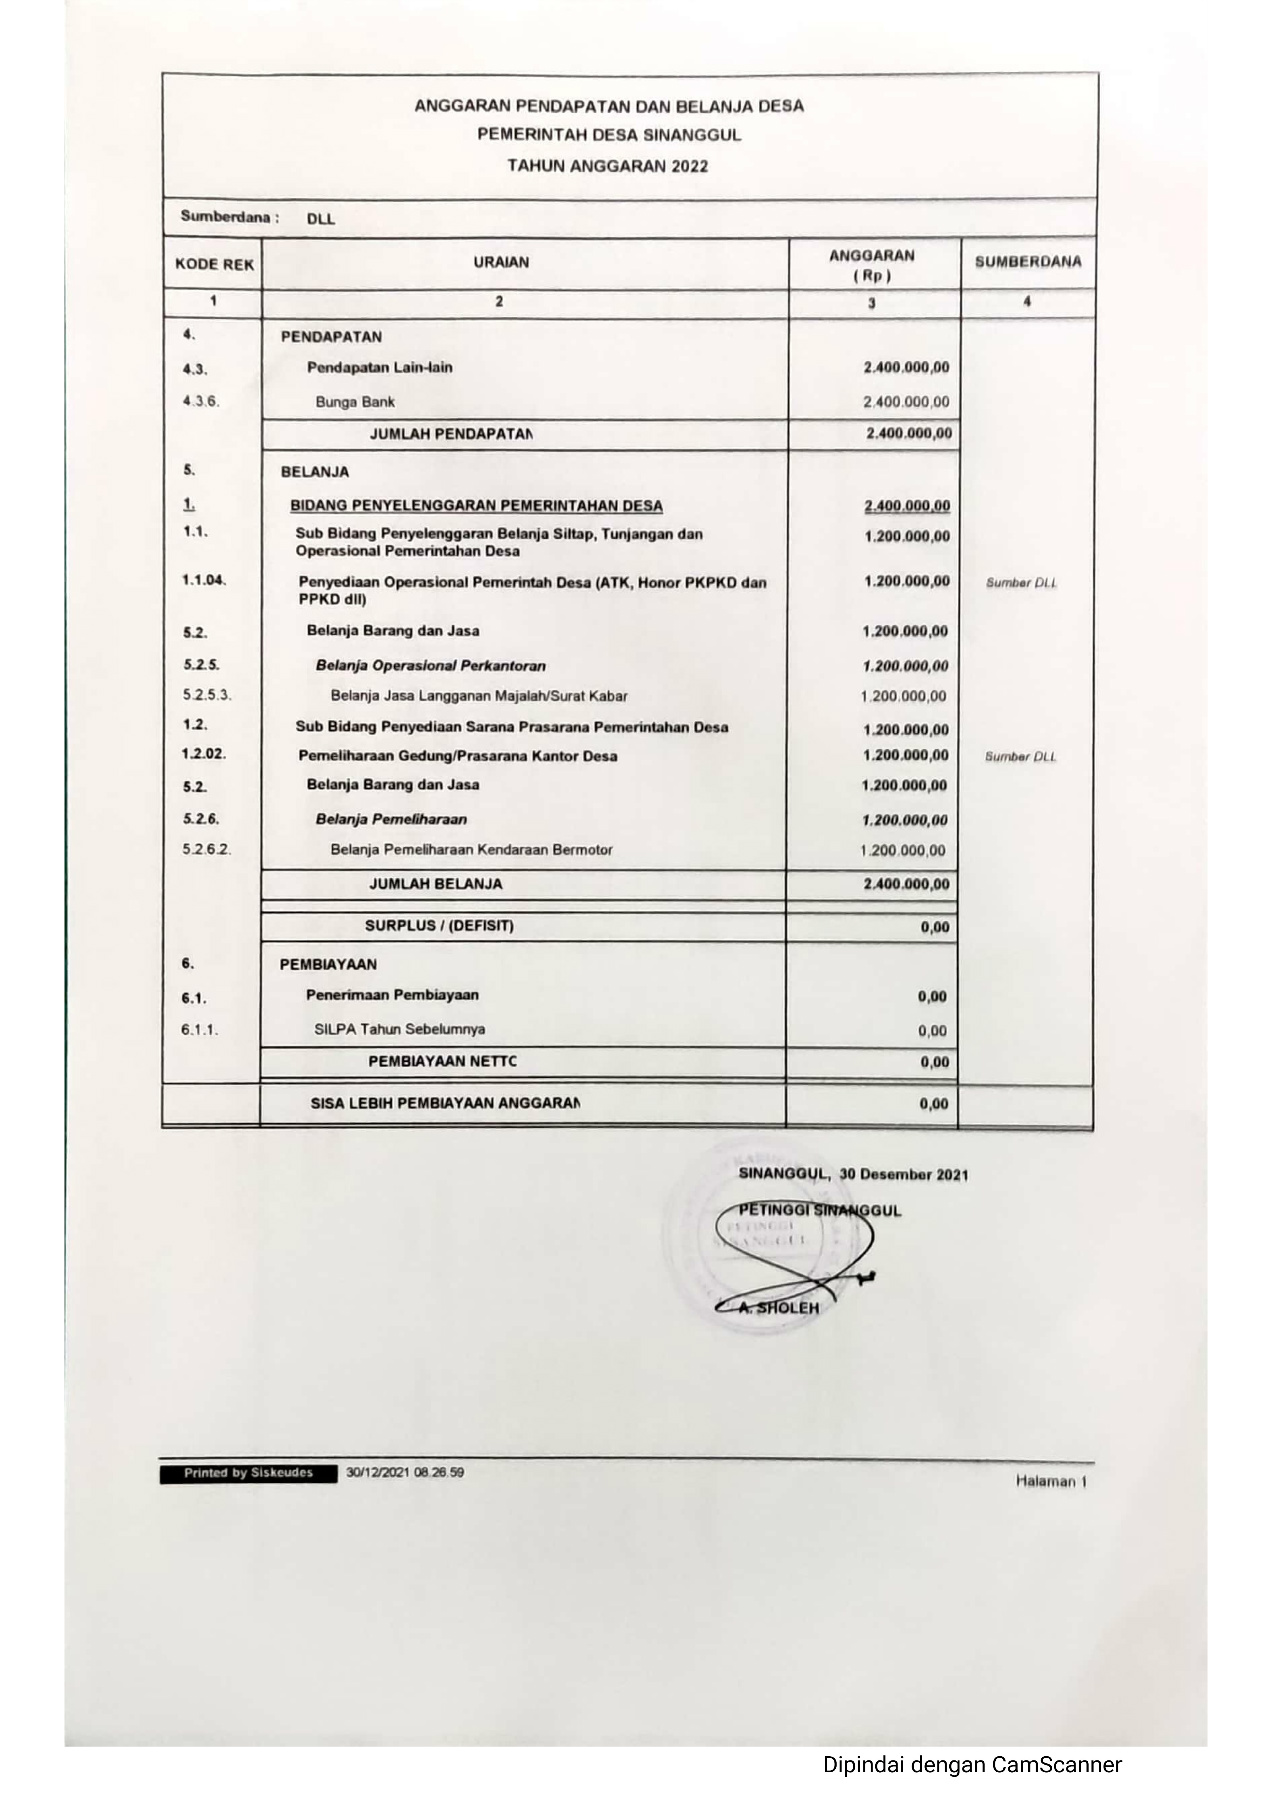 ANGGARAN PENDAPATAN DAN BELANJA DESA
PEMERINTAH DESA SINANGGUL
TAHUN ANGGARAN 2022
Sumberdana : DLL
KODE REK URAIAN ANGGARAN ( Rp ) SUMBERDANA
1 2 3 4
4. PENDAPATAN
4.3. Pendapatan Lain-lain 2.400.000,00
4.3.6. Bunga Bank 2.400.000,00
JUMLAH PENDAPATAN 2.400.000,00
5. BELANJA
1. BIDANG PENYELENGGARAN PEMERINTAHAN DESA 2.400.000,00
1.1. Sub Bidang Penyelenggaran Belanja Siltap, Tunjangan dan 1.200.000,00
Operasional Pemerintahan Desa
1.1.04. Penyediaan Operasional Pemerintah Desa (ATK, Honor PKPKD dan 1.200.000,00 Sumber DLL
PPKD dll)
5.2. Belanja Barang dan Jasa 1.200.000,00
5.2.5. Belanja Operasional Perkantoran 1.200.000,00
5.2.5.3. Belanja Jasa Langganan Majalah/Surat Kabar 1.200.000,00
1.2. Sub Bidang Penyediaan Sarana Prasarana Pemerintahan Desa 1.200.000,00
1.2.02. Pemeliharaan Gedung/Prasarana Kantor Desa 1.200.000,00 Sumber DLL
5.2. Belanja Barang dan Jasa 1.200.000,00
5.2.6. Belanja Pemeliharaan 1.200.000,00
5.2.6.2. Belanja Pemeliharaan Kendaraan Bermotor 1.200.000,00
JUMLAH BELANJA 2.400.000,00
SURPLUS / (DEFISIT) 0,00
6. PEMBIAYAAN
6.1. Penerimaan Pembiayaan 0,00
6.1.1. SILPA Tahun Sebelumnya 0,00
PEMBIAYAAN NETTC 0,00
SISA LEBIH PEMBIAYAAN ANGGARAN 0,00
SINANGGUL, 30 Desember 2021
PETINGGI SINANGGUL
PETINGGI
SINANGGUL
A. SHOLEH
Printed by Siskeudes 30/12/2021 08.26.59
Halaman 1
Dipindai dengan CamScanner